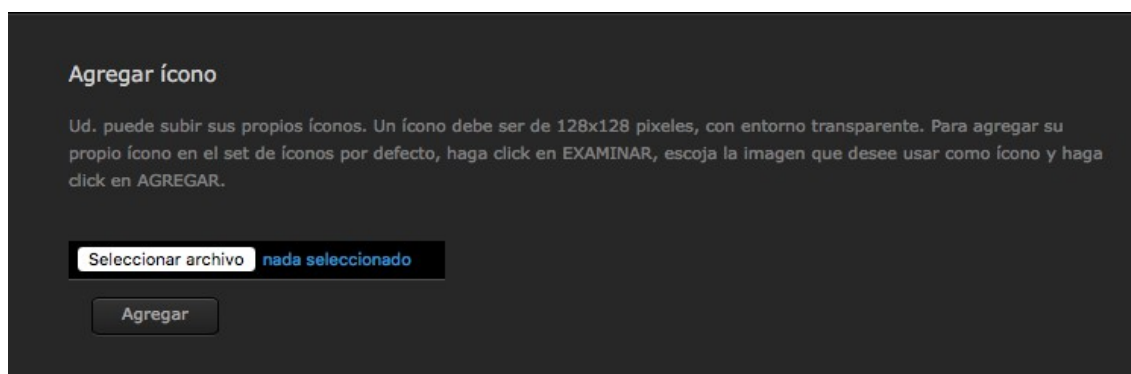 Agregar ícono
Ud. puede subir sus propios íconos. Un ícono debe ser de 128x128 pixeles, con entorno transparente. Para agregar su
propio ícono en el set de íconos por defecto, haga click en EXAMINAR, escoja la imagen que desee usar como ícono y haga
click en AGREGAR.
Seleccionar archivo nada seleccionado
Agregar